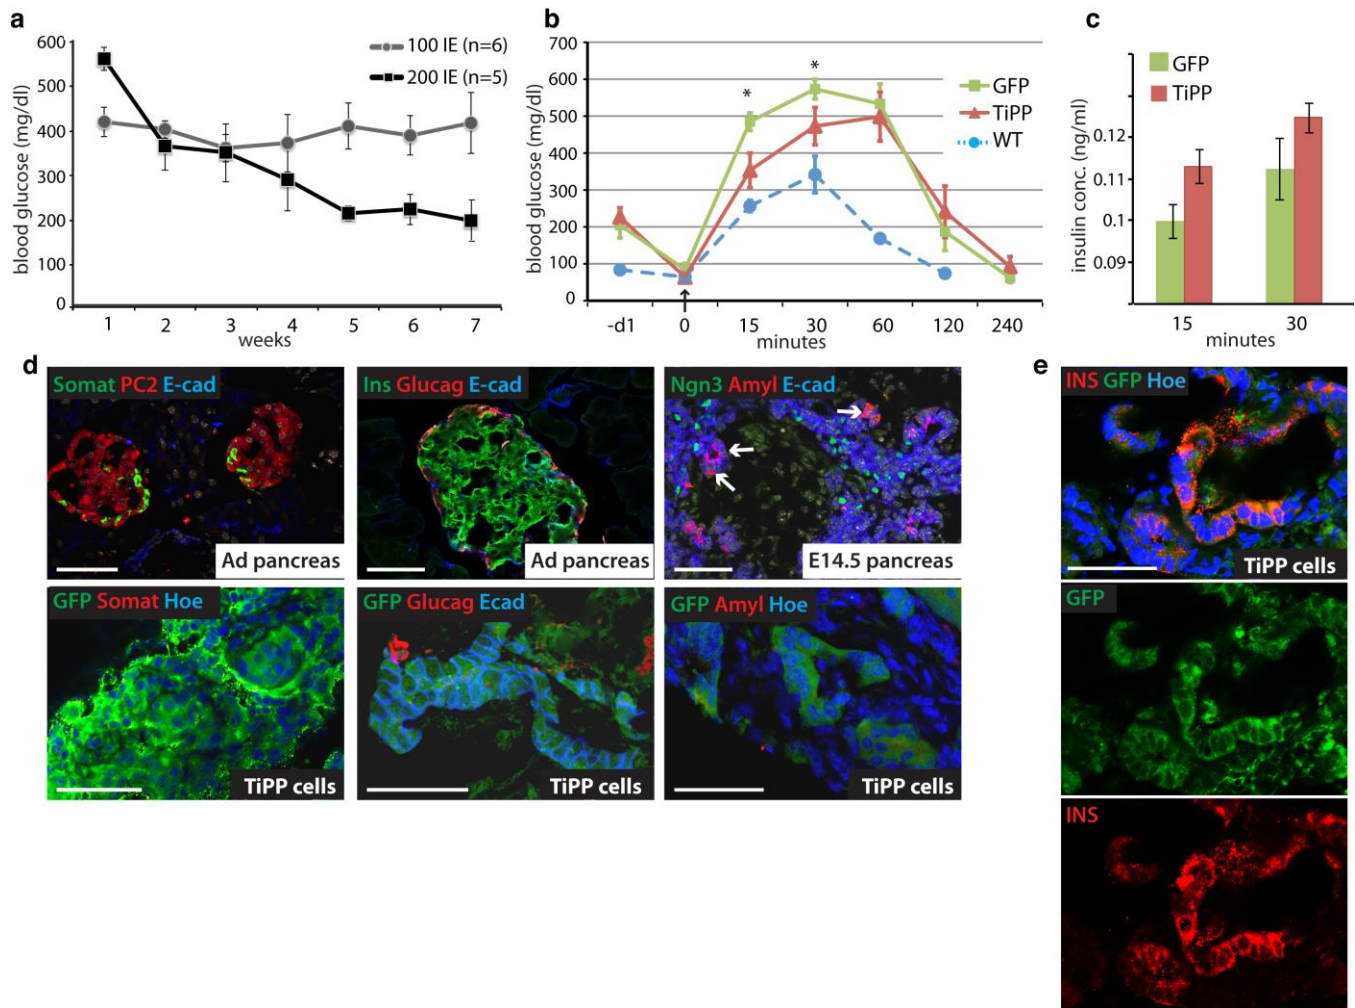 a
600
500
400
300
200
100
0
blood glucose (mg/dl)
100 IE (n=6)
200 IE (n=5)
1 2 3 4 5 6 7
weeks
b
700
600
500
400
300
200
100
0
blood glucose (mg/dl)
* *
GFP
TiPP
WT
-d1 0 15 30 60 120 240
minutes
c
GFP
TiPP
0.12
0.11
0.1
0.09
insulin conc. (ng/ml)
15 30
minutes
d
Somat PC2 E-cad
Ad pancreas
Ins Glucag E-cad
Ad pancreas
Ngn3 Amyl E-cad
E14.5 pancreas
GFP Somat Hoe
TiPP cells
GFP Glucag Ecad
TiPP cells
GFP Amyl Hoe
TiPP cells
e
INS GFP Hoe
TiPP cells
GFP
INS